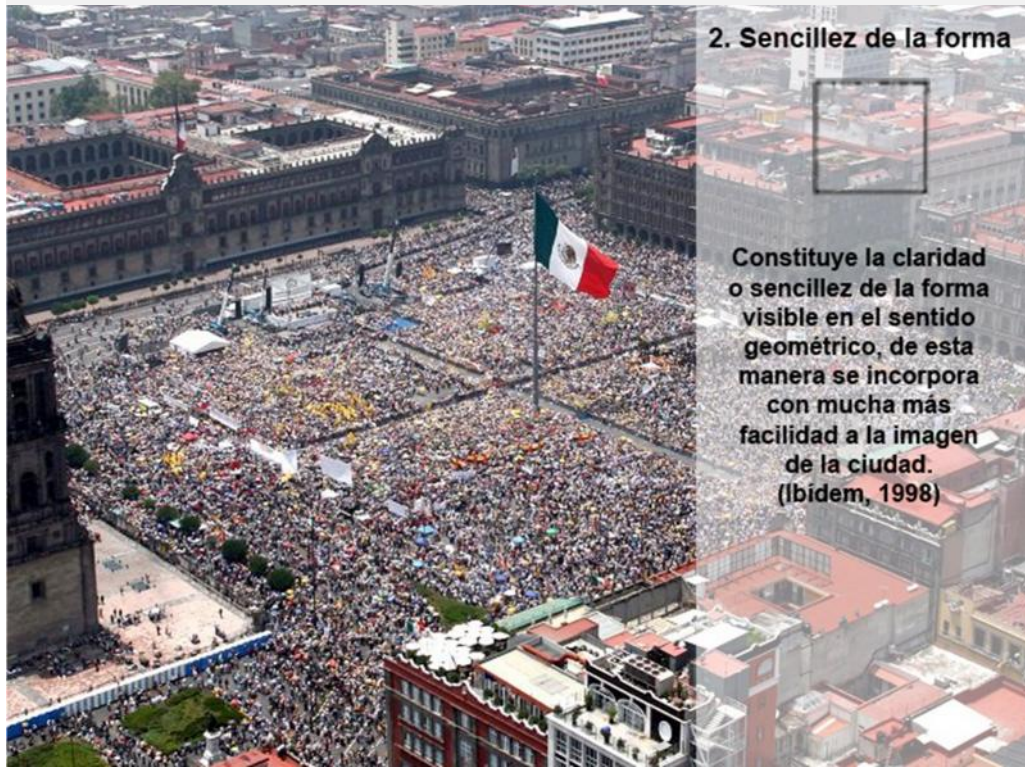 2. Sencillez de la forma
Constituye la claridad
o sencillez de la forma
visible en el sentido
geométrico, de esta
manera se incorpora
con mucha más
facilidad a la imagen
de la ciudad.
(Ibídem, 1998)